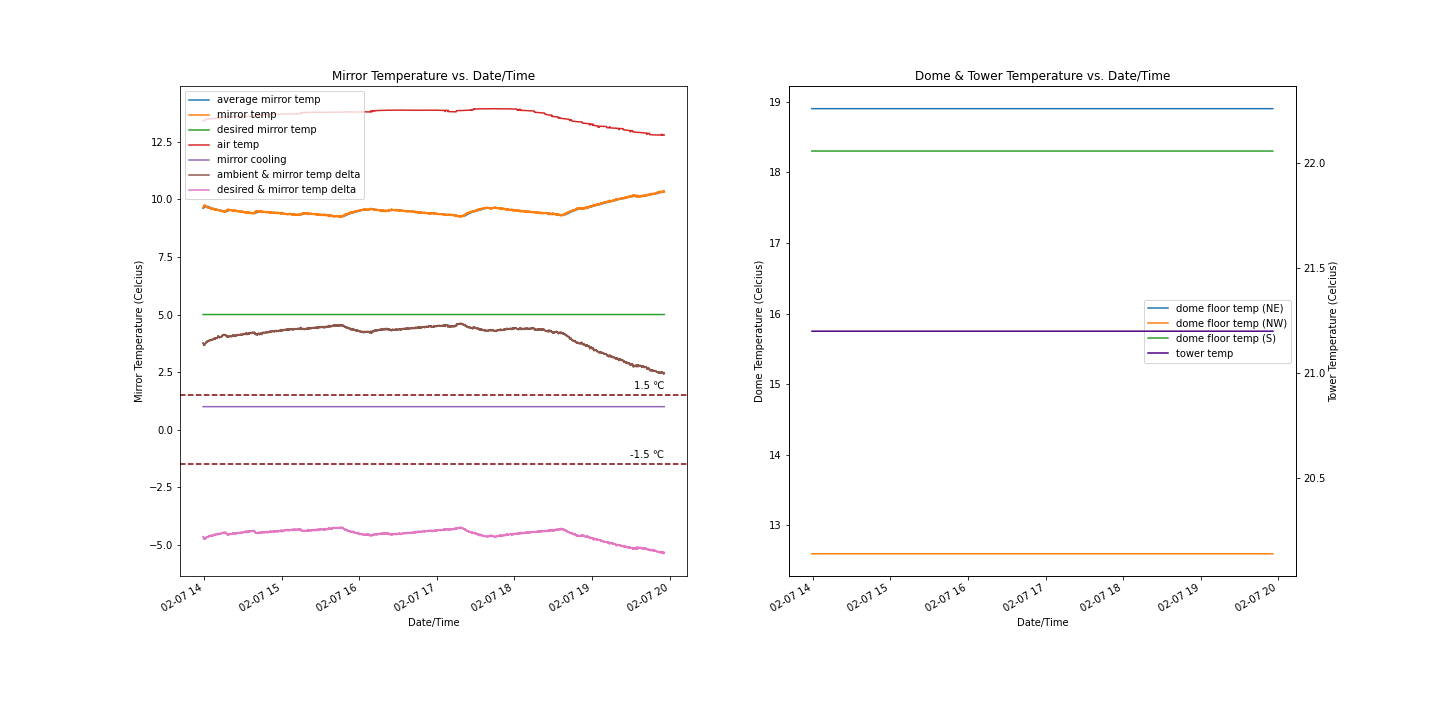 Mirror Temperature vs. Date/Time
average mirror temp
mirror temp
desired mirror temp
air temp
mirror cooling
ambient & mirror temp delta
desired & mirror temp delta
12.5
10.0
7.5
5.0
2.5
0.0
−2.5
−5.0
Mirror Temperature (Celcius)
1.5 °C
-1.5 °C
02-07 14
02-07 15
02-07 16
02-07 17
02-07 18
02-07 19
02-07 20
Date/Time
Dome & Tower Temperature vs. Date/Time
19
18
17
16
15
14
13
Dome Temperature (Celcius)
dome floor temp (NE)
dome floor temp (NW)
dome floor temp (S)
tower temp
22.0
21.5
21.0
20.5
Tower Temperature (Celcius)
02-07 14
02-07 15
02-07 16
02-07 17
02-07 18
02-07 19
02-07 20
Date/Time